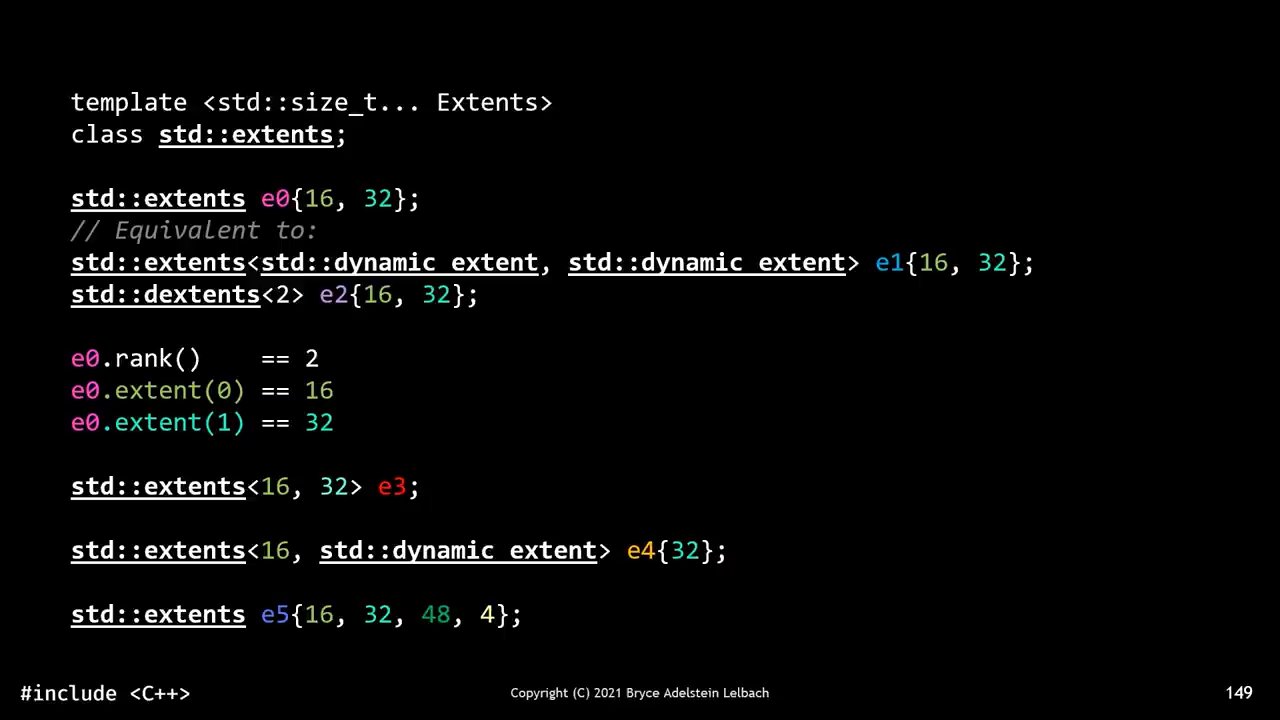 template <std::size_t... Extents>
class std::extents;
std::extents e0{16, 32};
// Equivalent to:
std::extents<std::dynamic_extent, std::dynamic_extent> e1{16, 32};
std::dextents<2> e2{16, 32};
e0.rank()    == 2
e0.extent(0) == 16
e0.extent(1) == 32
std::extents<16, 32> e3;
std::extents<16, std::dynamic_extent> e4{32};
std::extents e5{16, 32, 48, 4};
#include <C++>
Copyright (C) 2021 Bryce Adelstein Lelbach
149